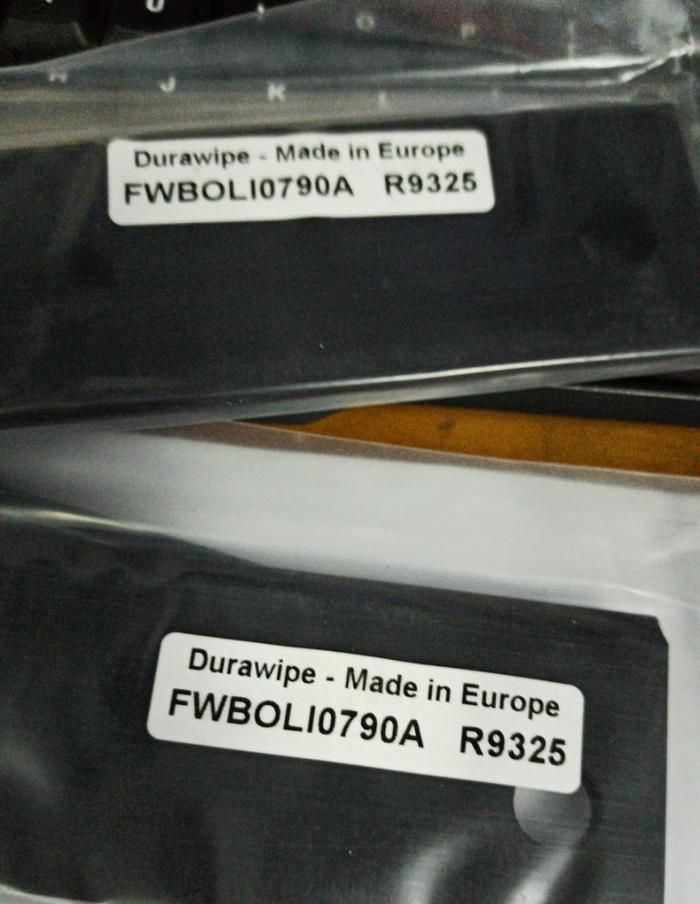 U I O P
H J K L
Durawipe - Made in Europe
FWBOLI0790A R9325
Durawipe - Made in Europe
FWBOLI0790A R9325